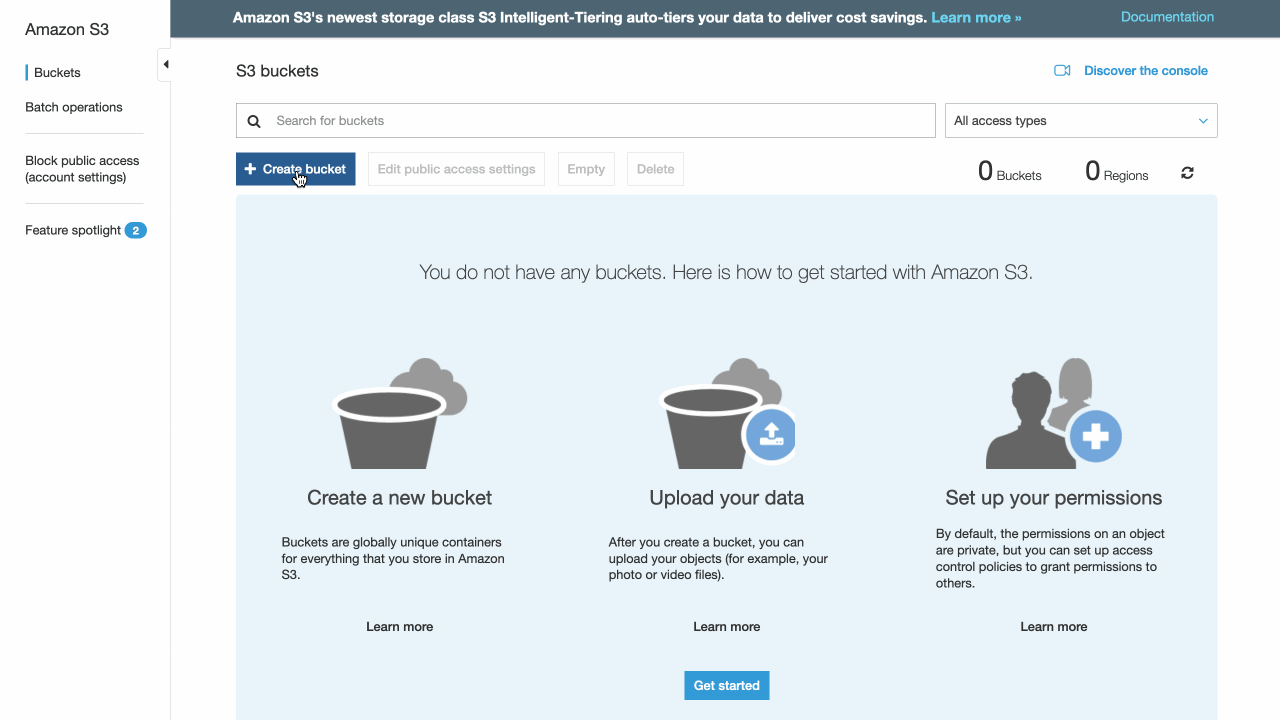 Amazon S3
Buckets
Batch operations
Block public access
(account settings)
Feature spotlight 2
Amazon S3's newest storage class S3 Intelligent-Tiering auto-tiers your data to deliver cost savings. Learn more »
Documentation
S3 buckets
Discover the console
Search for buckets
All access types
Create bucket
Edit public access settings
Empty
Delete
0 Buckets
0 Regions
You do not have any buckets. Here is how to get started with Amazon S3.
Create a new bucket
Buckets are globally unique containers
for everything that you store in Amazon
S3.
Learn more
Upload your data
After you create a bucket, you can
upload your objects (for example, your
photo or video files).
Learn more
Set up your permissions
By default, the permissions on an object
are private, but you can set up access
control policies to grant permissions to
others.
Learn more
Get started